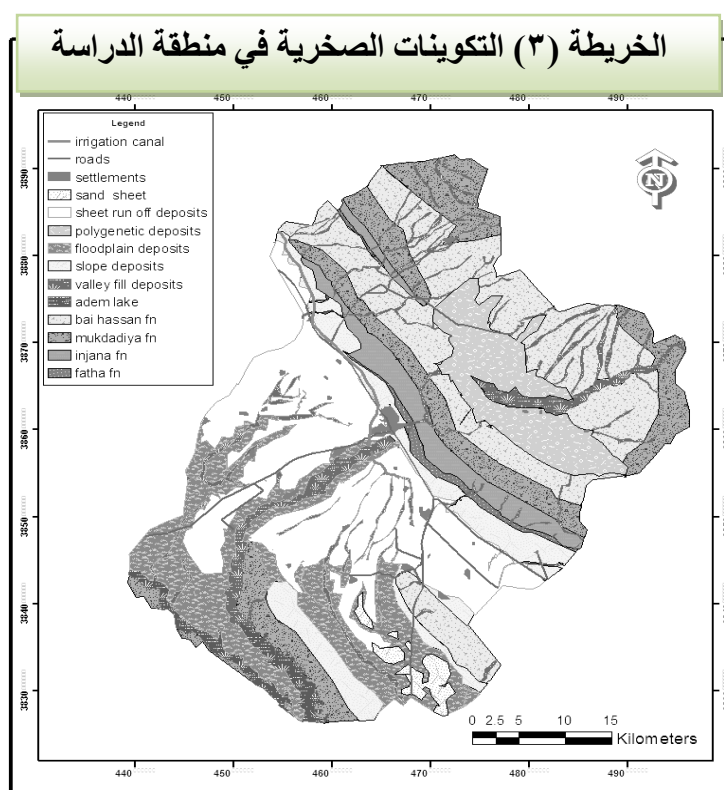 الخريطة (٣) التكوينات الصخرية في منطقة الدراسة
440 450 460 470 480 490
Legend
irrigation canal
roads
settlements
sand sheet
sheet run off deposits
polygenetic deposits
floodplain deposits
slope deposits
valley fill deposits
adem lake
bai hassan fn
mukdadiya fn
injana fn
fatha fn
N
3890
3880
3870
3860
3850
3840
3830
0 2.5 5 10 15
Kilometers
440 450 460 470 480 490